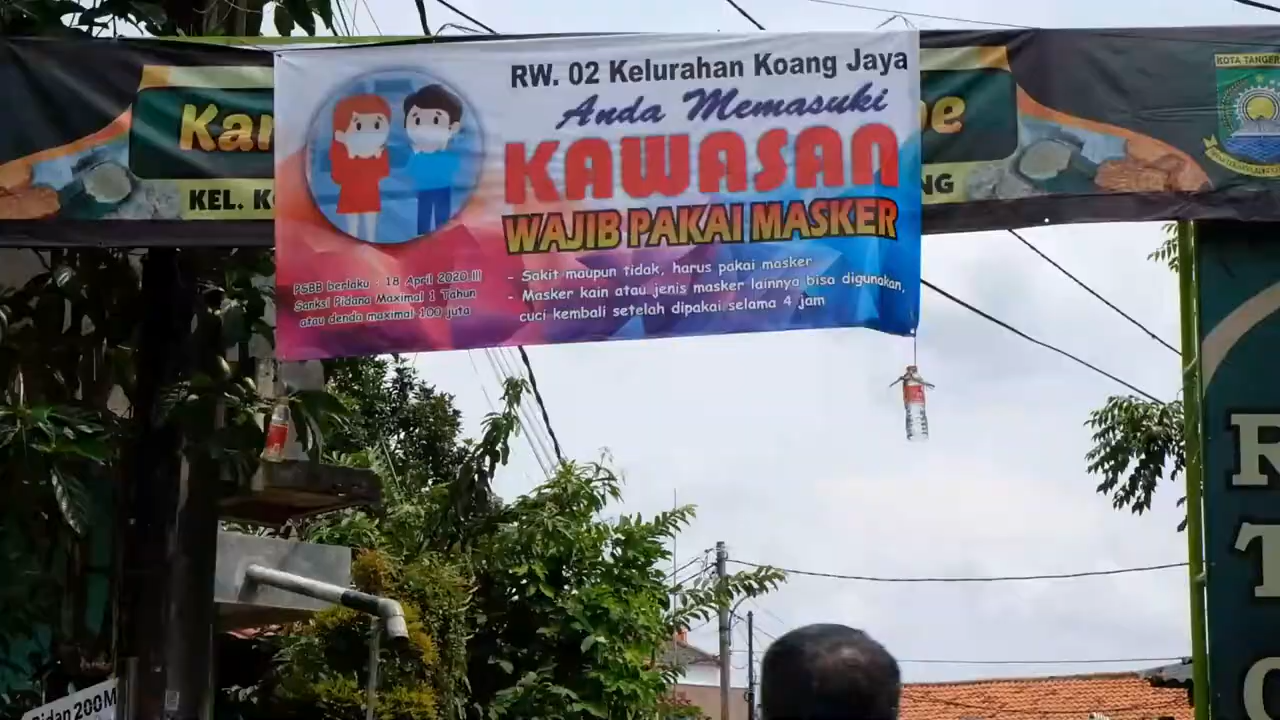 RW. 02 Kelurahan Koang Jaya
Anda Memasuki
KAWASAN
WAJIB PAKAI MASKER
- Sakit maupun tidak, harus pakai masker
- Masker kain atau jenis masker lainnya bisa digunakan,
cuci kembali setelah dipakai selama 4 jam
PSBB berlaku : 18 April 2020.!!!
Sanksi Pidana Maximal 1 Tahun
atau denda maximal 100 juta
KEL. K
NG
KOTA TANGER
Bidan 200M
R
T